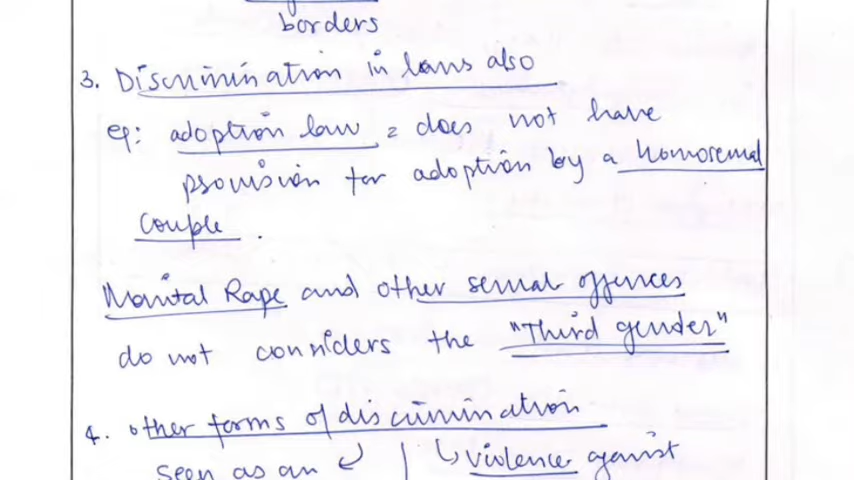 borders
3. Discrimination in laws also
eg: adoption law = does not have
provision for adoption by a homosexual
couple.
Marital Rape and other sexual offences
do not considers the "Third gender"
4. other forms of discrimination
seen as an ↙ | ↳ violence against